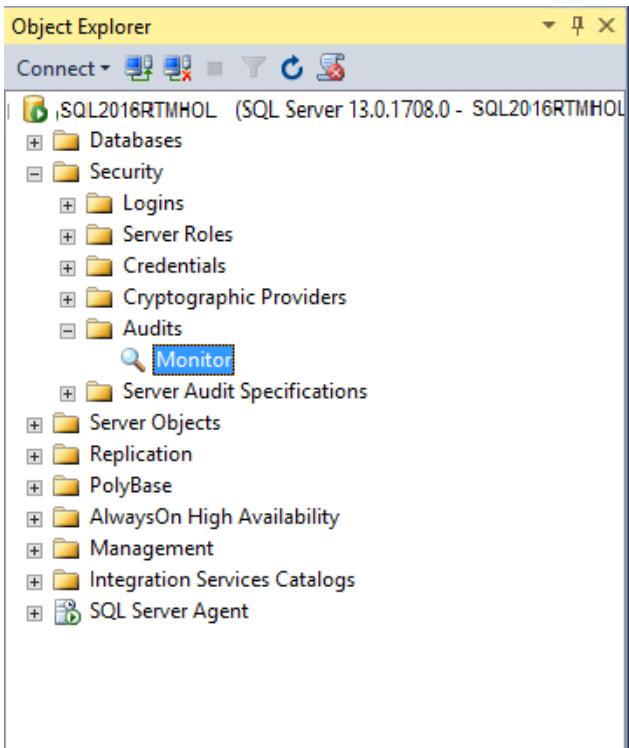 Object Explorer
Connect
SQL2016RTMHOL (SQL Server 13.0.1708.0 - SQL2016RTMHOL
Databases
Security
Logins
Server Roles
Credentials
Cryptographic Providers
Audits
Monitor
Server Audit Specifications
Server Objects
Replication
PolyBase
AlwaysOn High Availability
Management
Integration Services Catalogs
SQL Server Agent